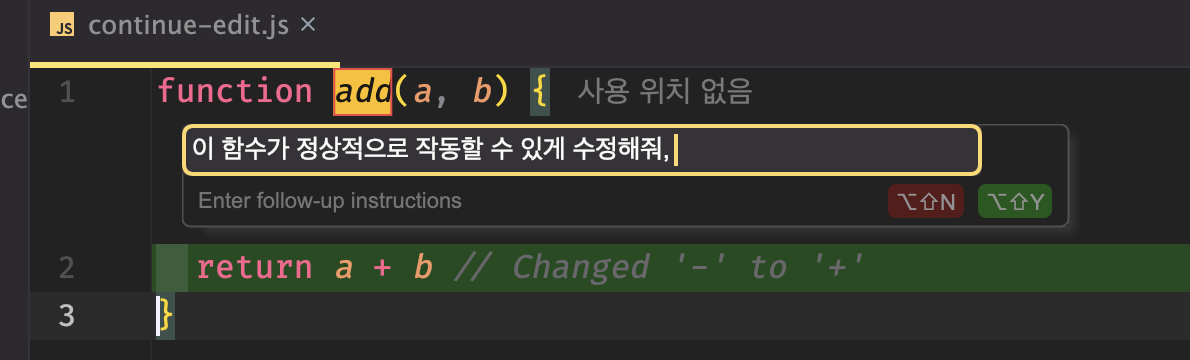 JS continue-edit.js ×
ce
1 function add(a, b) { 사용 위치 없음
이 함수가 정상적으로 작동할 수 있게 수정해줘,
Enter follow-up instructions ⌥⇧N ⌥⇧Y
2 return a + b // Changed '-' to '+'
3 }